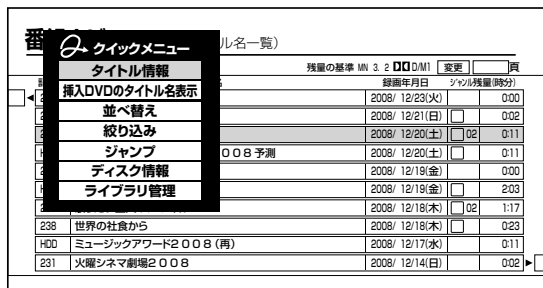 番
ル名一覧)
クイックメニュー
タイトル情報
挿入DVDのタイトル名表示
並べ替え
絞り込み
ジャンプ
ディスク情報
ライブラリ管理
残量の基準 MN 3. 2 D/M1 変更 頁
録画年月日 ジャンル 残量(時分)
2008/ 12/23(火) 0:00
2008/ 12/21(日) 0:02
2008/ 12/20(土) 02 0:11
008予測 2008/ 12/20(土) 0:11
2008/ 12/19(金) 0:00
2008/ 12/19(金) 2:03
2008/ 12/18(木) 02 1:17
238 世界の社食から 2008/ 12/18(木) 0:23
HDD ミュージックアワード2008(再) 2008/ 12/17(水) 0:11
231 火曜シネマ劇場2008 2008/ 12/14(日) 0:02